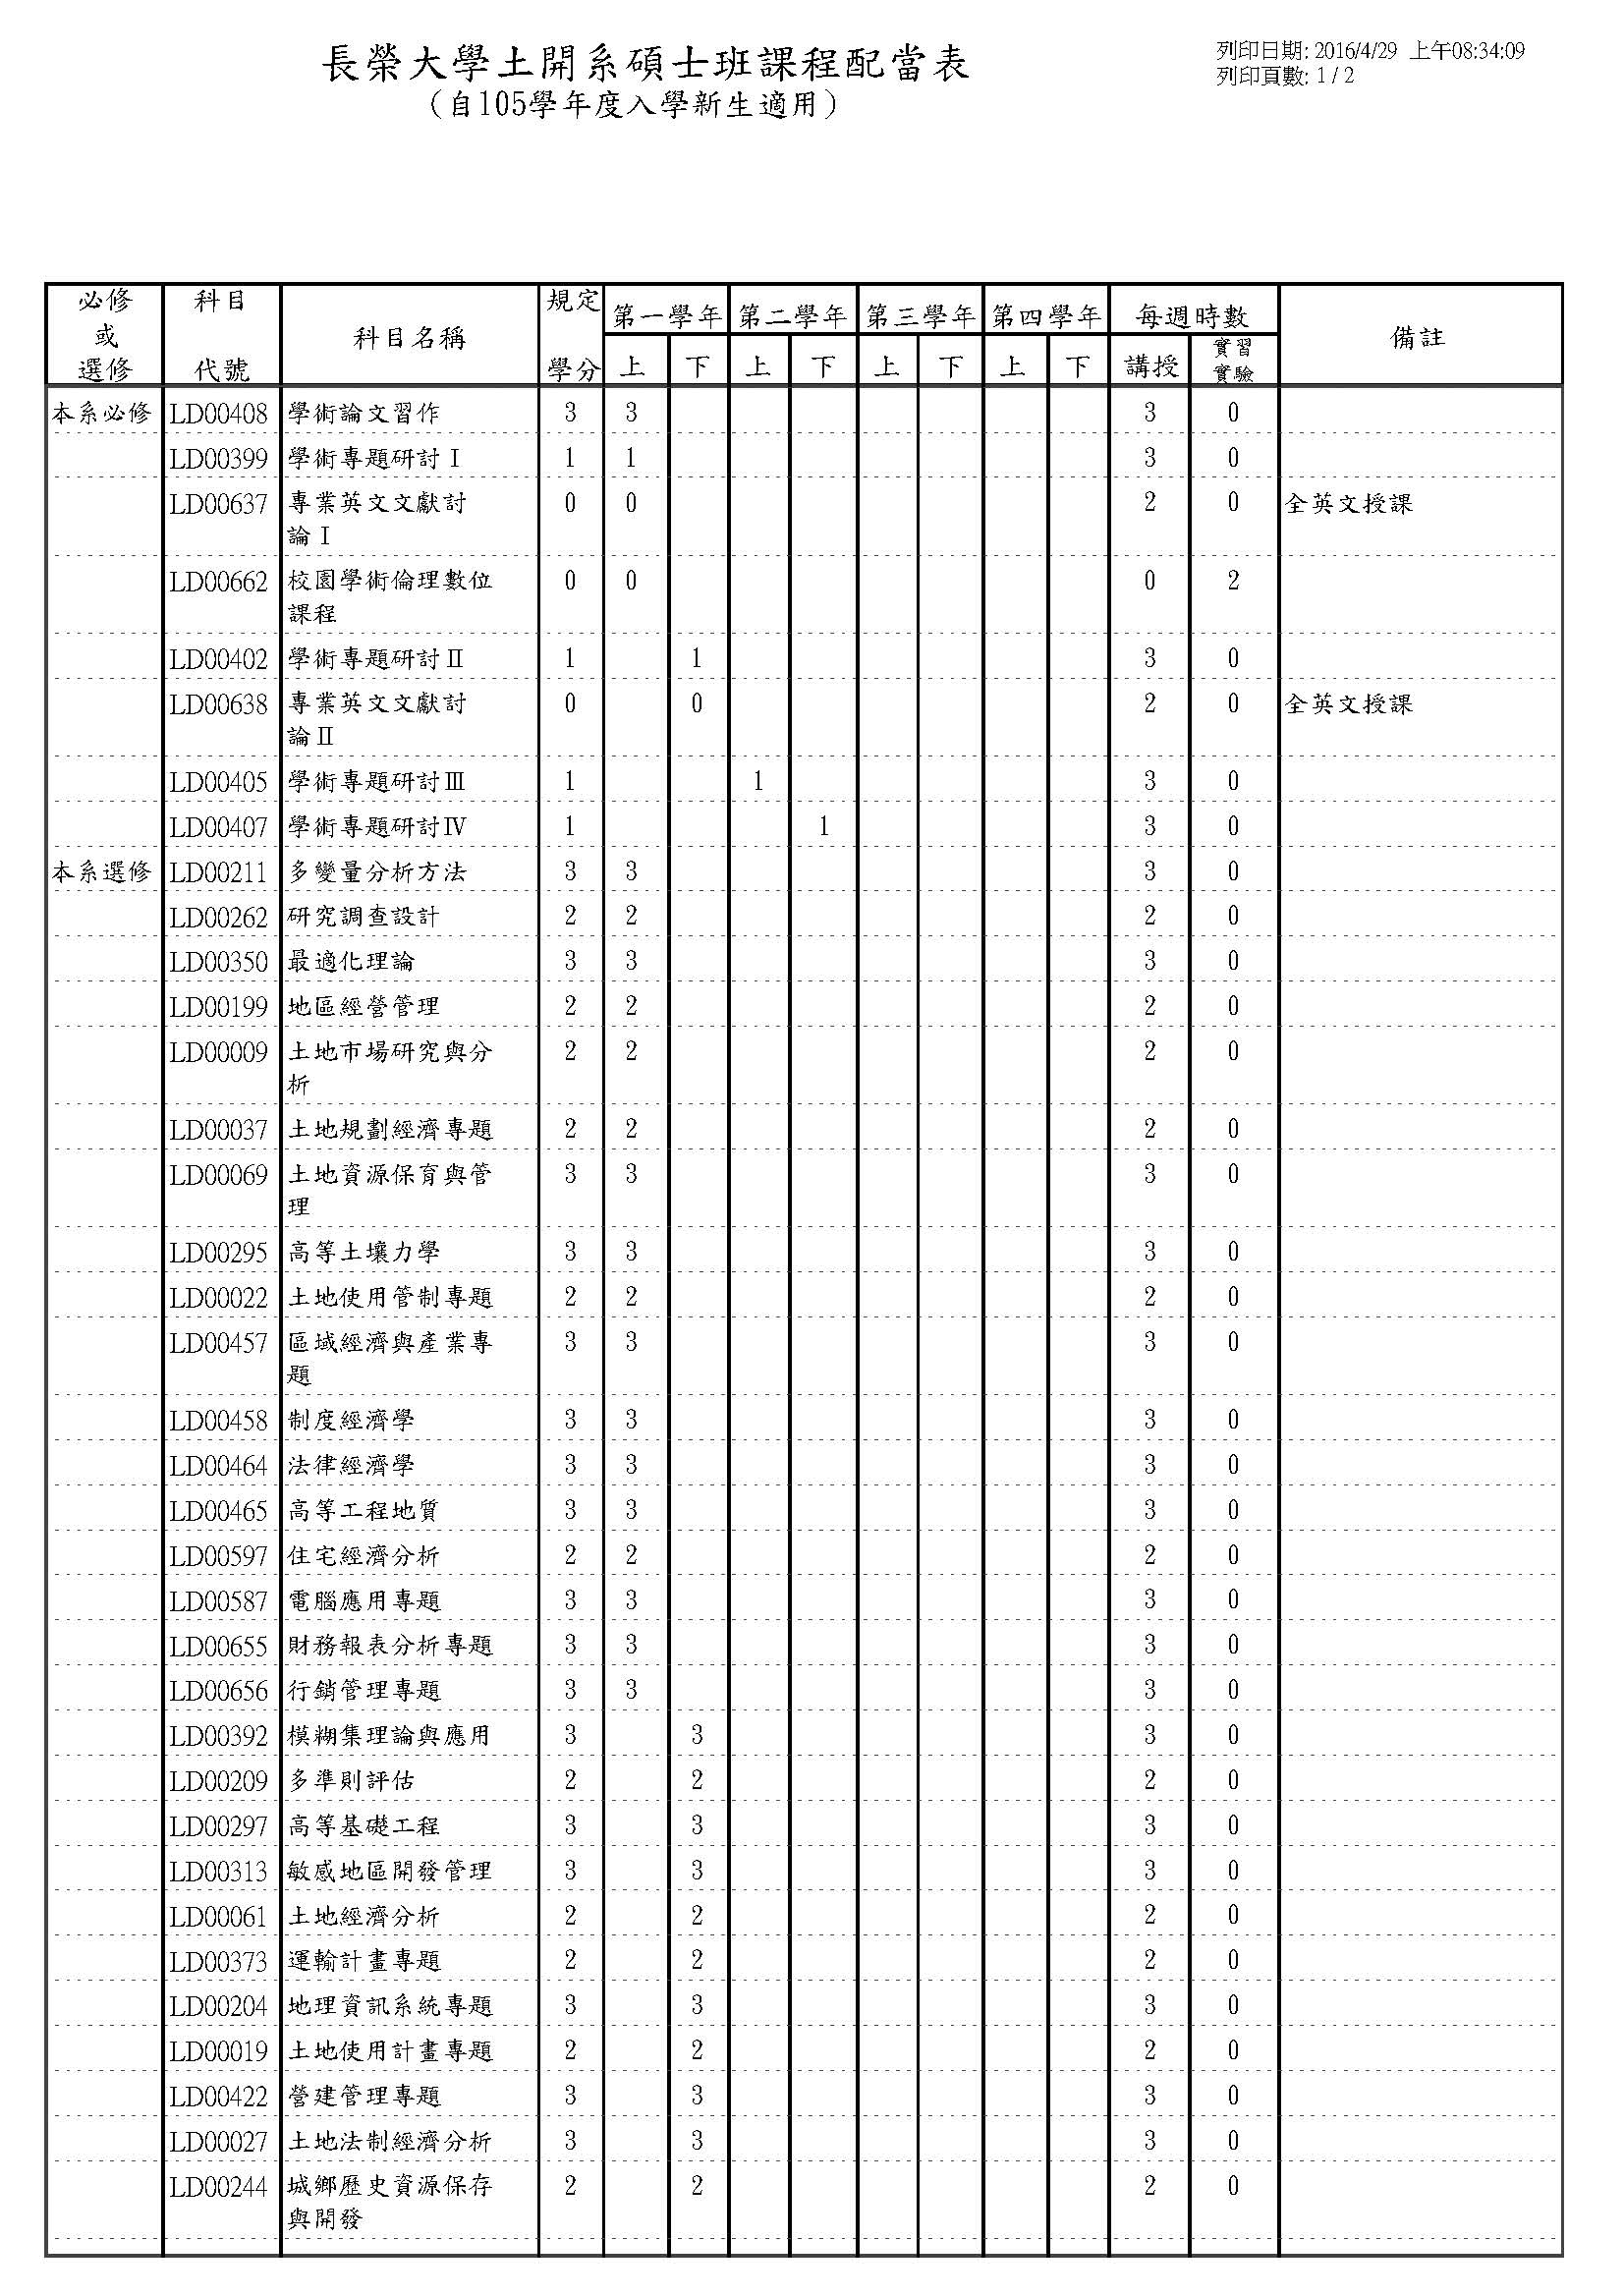 長榮大學土開系碩士班課程配當表
（自105學年度入學新生適用）
列印日期: 2016/4/29 上午08:34:09
列印頁數: 1 / 2
必修或選修 科目代號 科目名稱 規定學分 第一學年 第二學年 第三學年 第四學年 每週時數 備註
上 下 上 下 上 下 上 下 講授 實習實驗
本系必修 LD00408 學術論文習作 3 3 3 0
LD00399 學術專題研討Ⅰ 1 1 3 0
LD00637 專業英文文獻討 0 0 2 0 全英文授課
論Ⅰ
LD00662 校園學術倫理數位 0 0 0 2
課程
LD00402 學術專題研討Ⅱ 1 1 3 0
LD00638 專業英文文獻討 0 0 2 0 全英文授課
論Ⅱ
LD00405 學術專題研討Ⅲ 1 1 3 0
LD00407 學術專題研討Ⅳ 1 1 3 0
本系選修 LD00211 多變量分析方法 3 3 3 0
LD00262 研究調查設計 2 2 2 0
LD00350 最適化理論 3 3 3 0
LD00199 地區經營管理 2 2 2 0
LD00009 土地市場研究與分 2 2 2 0
析
LD00037 土地規劃經濟專題 2 2 2 0
LD00069 土地資源保育與管 3 3 3 0
理
LD00295 高等土壤力學 3 3 3 0
LD00022 土地使用管制專題 2 2 2 0
LD00457 區域經濟與產業專 3 3 3 0
題
LD00458 制度經濟學 3 3 3 0
LD00464 法律經濟學 3 3 3 0
LD00465 高等工程地質 3 3 3 0
LD00597 住宅經濟分析 2 2 2 0
LD00587 電腦應用專題 3 3 3 0
LD00655 財務報表分析專題 3 3 3 0
LD00656 行銷管理專題 3 3 3 0
LD00392 模糊集理論與應用 3 3 3 0
LD00209 多準則評估 2 2 2 0
LD00297 高等基礎工程 3 3 3 0
LD00313 敏感地區開發管理 3 3 3 0
LD00061 土地經濟分析 2 2 2 0
LD00373 運輸計畫專題 2 2 2 0
LD00204 地理資訊系統專題 3 3 3 0
LD00019 土地使用計畫專題 2 2 2 0
LD00422 營建管理專題 3 3 3 0
LD00027 土地法制經濟分析 3 3 3 0
LD00244 城鄉歷史資源保存 2 2 2 0
與開發